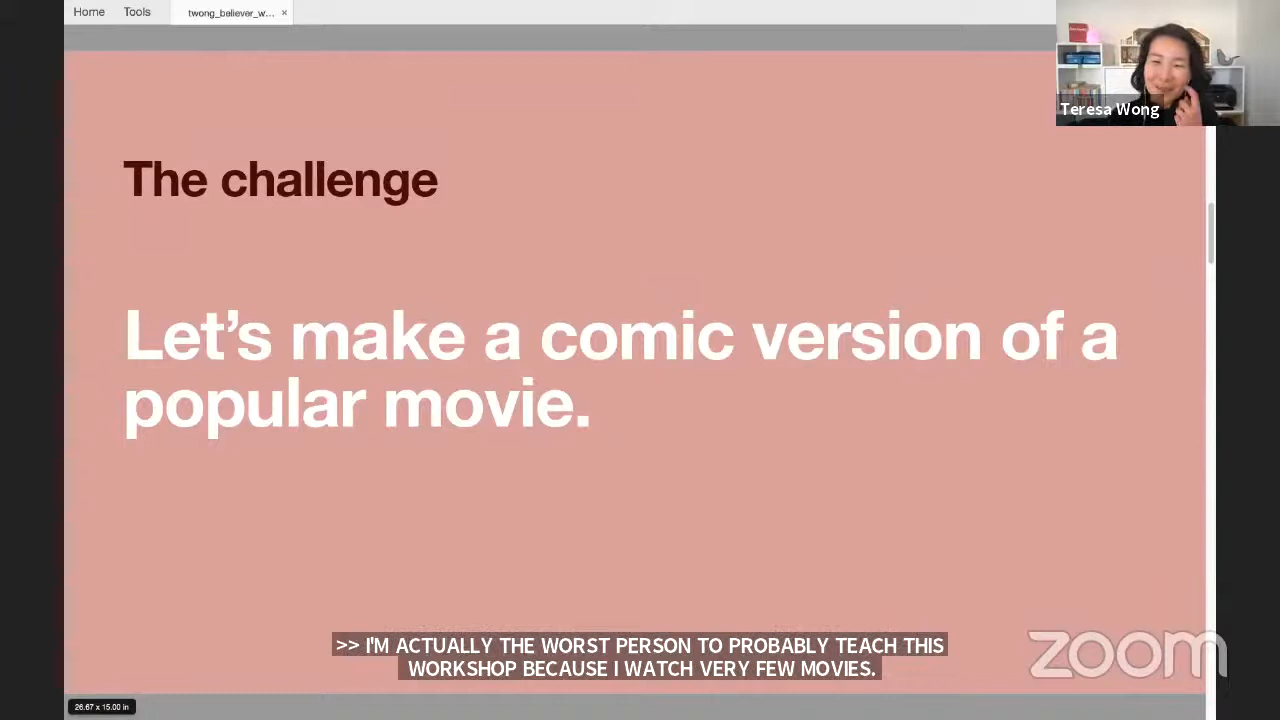 Home Tools twong_believer_w... ×
Teresa Wong
The challenge
Let’s make a comic version of a
popular movie.
>> I'M ACTUALLY THE WORST PERSON TO PROBABLY TEACH THIS
WORKSHOP BECAUSE I WATCH VERY FEW MOVIES.
zoom
26.67 x 15.00 in